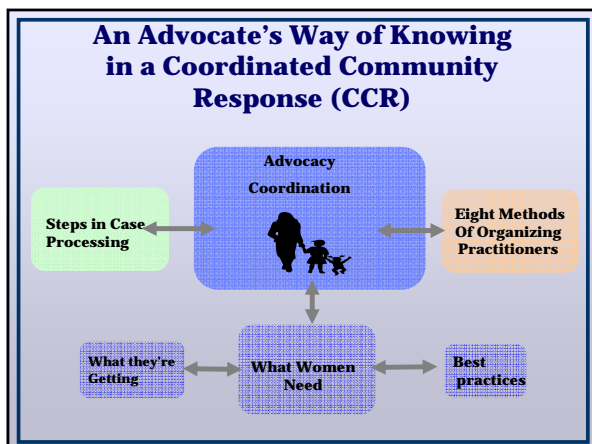 An Advocate's Way of Knowing
in a Coordinated Community
Response (CCR)
Advocacy
Coordination
Steps in Case
Processing
Eight Methods
Of Organizing
Practitioners
What they're
Getting
What Women
Need
Best
practices